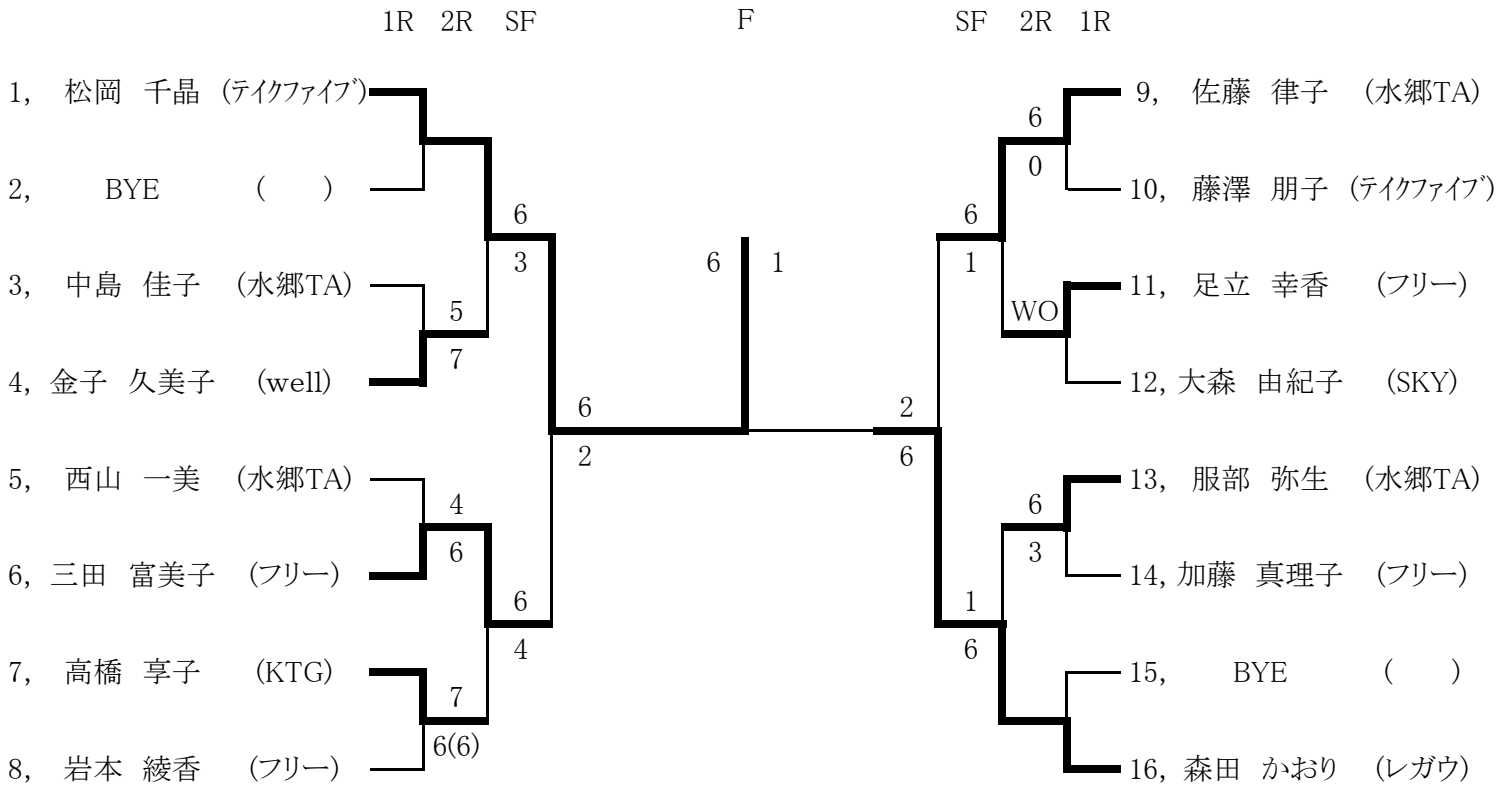 1R 2R SF F SF 2R 1R
1, 松岡 千晶 (テイクファイブ) 9, 佐藤 律子 (水郷TA)
6
0
2, BYE ( ) 10, 藤澤 朋子 (テイクファイブ)
6 6
3 6 1 1
3, 中島 佳子 (水郷TA) 11, 足立 幸香 (フリー)
5 WO
7
4, 金子 久美子 (well) 12, 大森 由紀子 (SKY)
6 2
2 6
5, 西山 一美 (水郷TA) 13, 服部 弥生 (水郷TA)
4 6
6 3
6, 三田 富美子 (フリー) 14, 加藤 真理子 (フリー)
6 1
4 6
7, 高橋 享子 (KTG) 15, BYE ( )
7
6(6)
8, 岩本 綾香 (フリー) 16, 森田 かおり (レガウ)